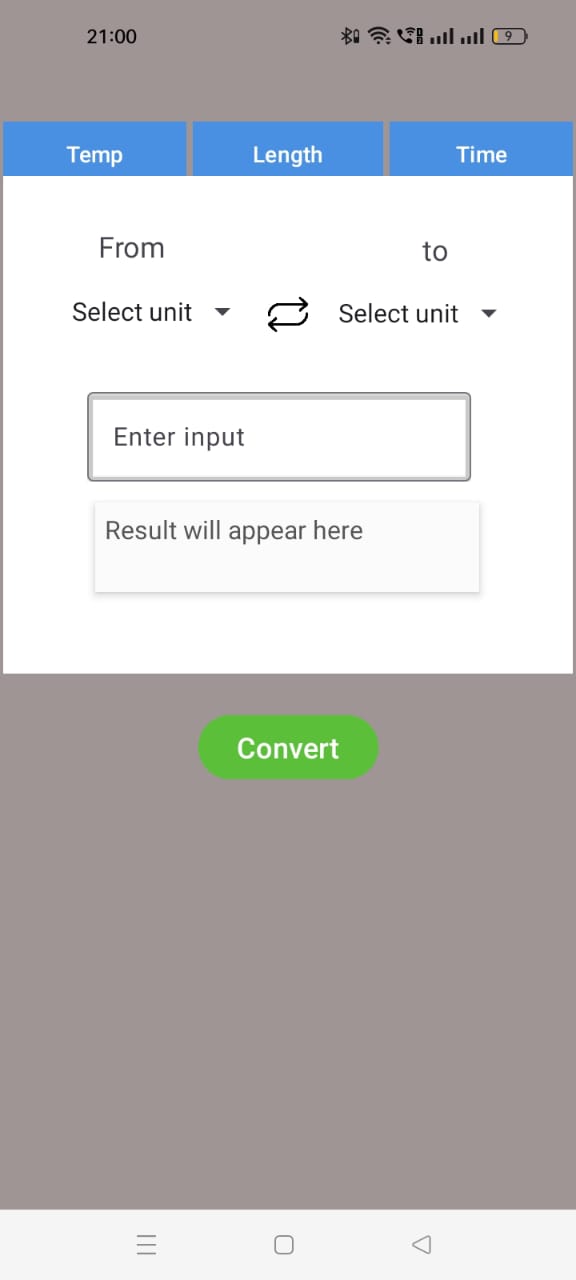 21:00 9
Temp Length Time
From to
Select unit Select unit
Enter input
Result will appear here
Convert